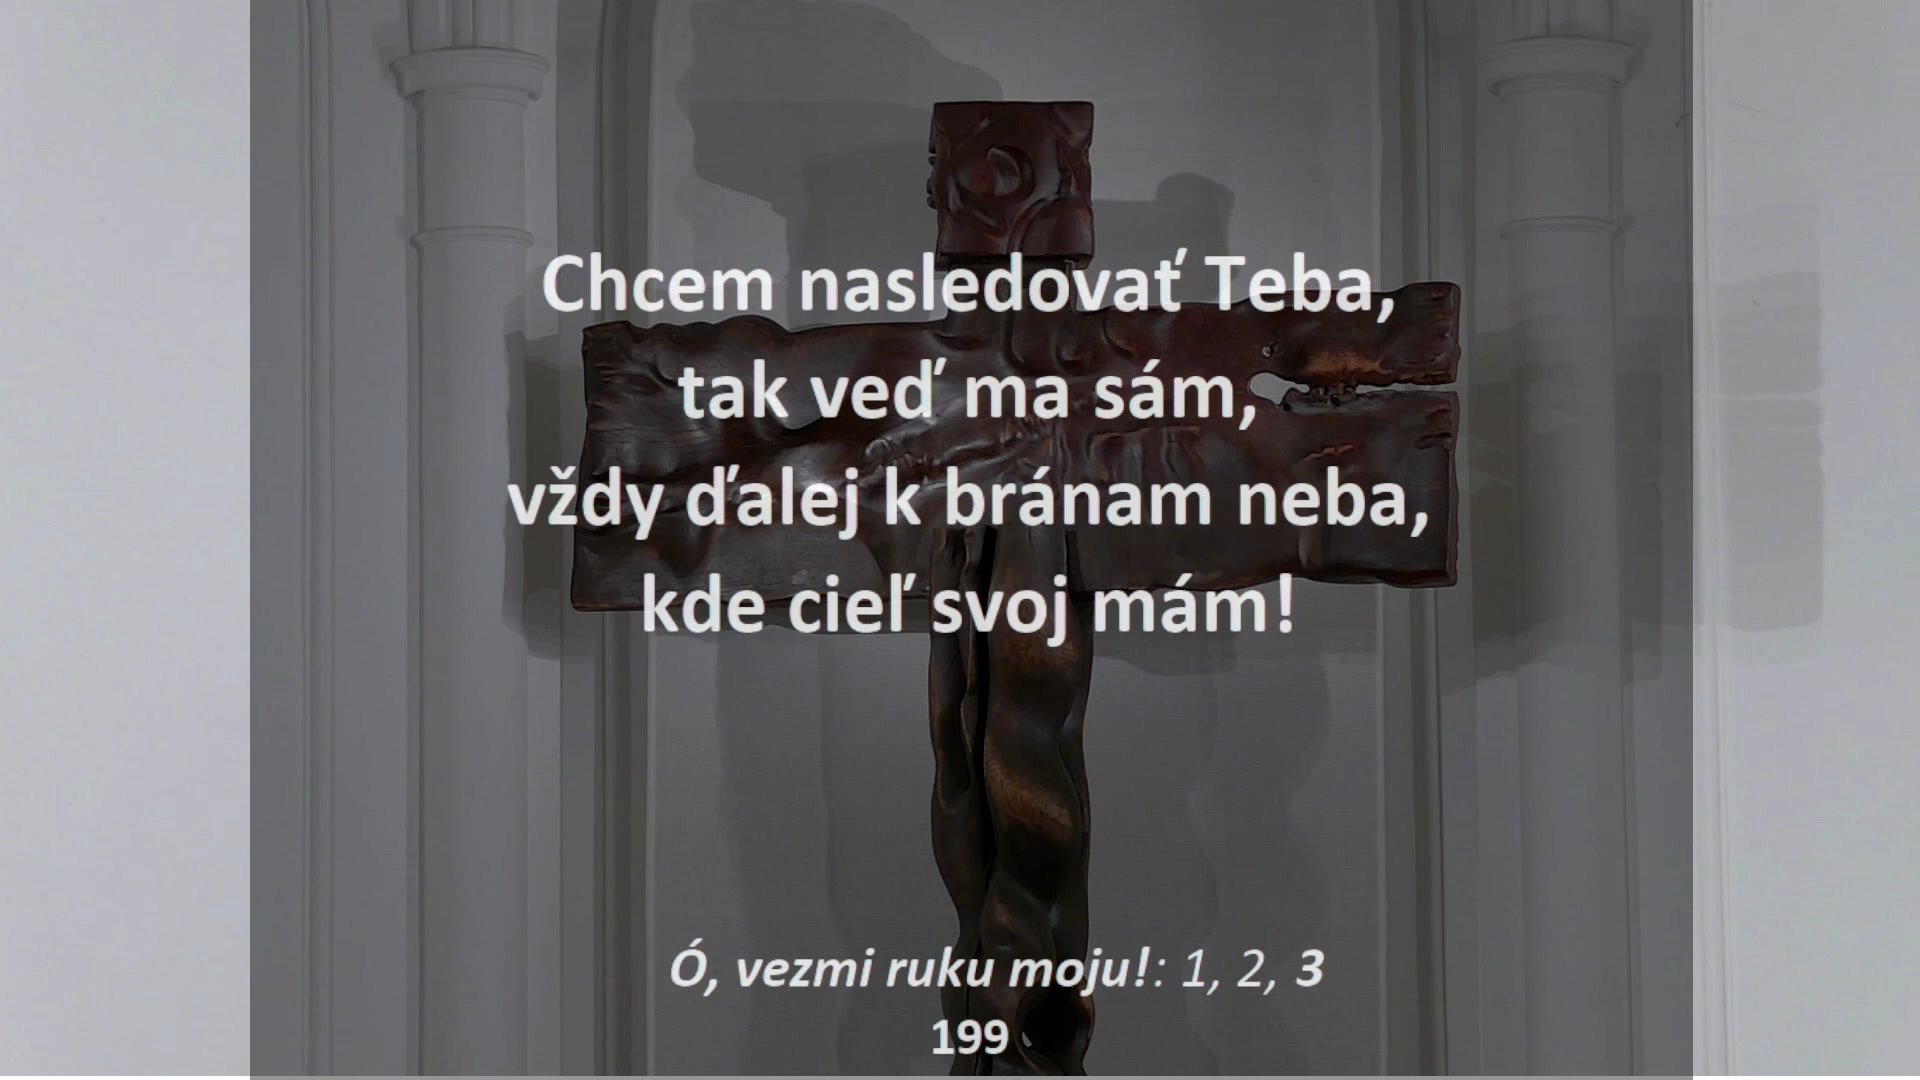 Chcem nasledovať Teba,
tak veď ma sám,
vždy ďalej k bránam neba,
kde cieľ svoj mám!
Ó, vezmi ruku moju!: 1, 2, 3
199